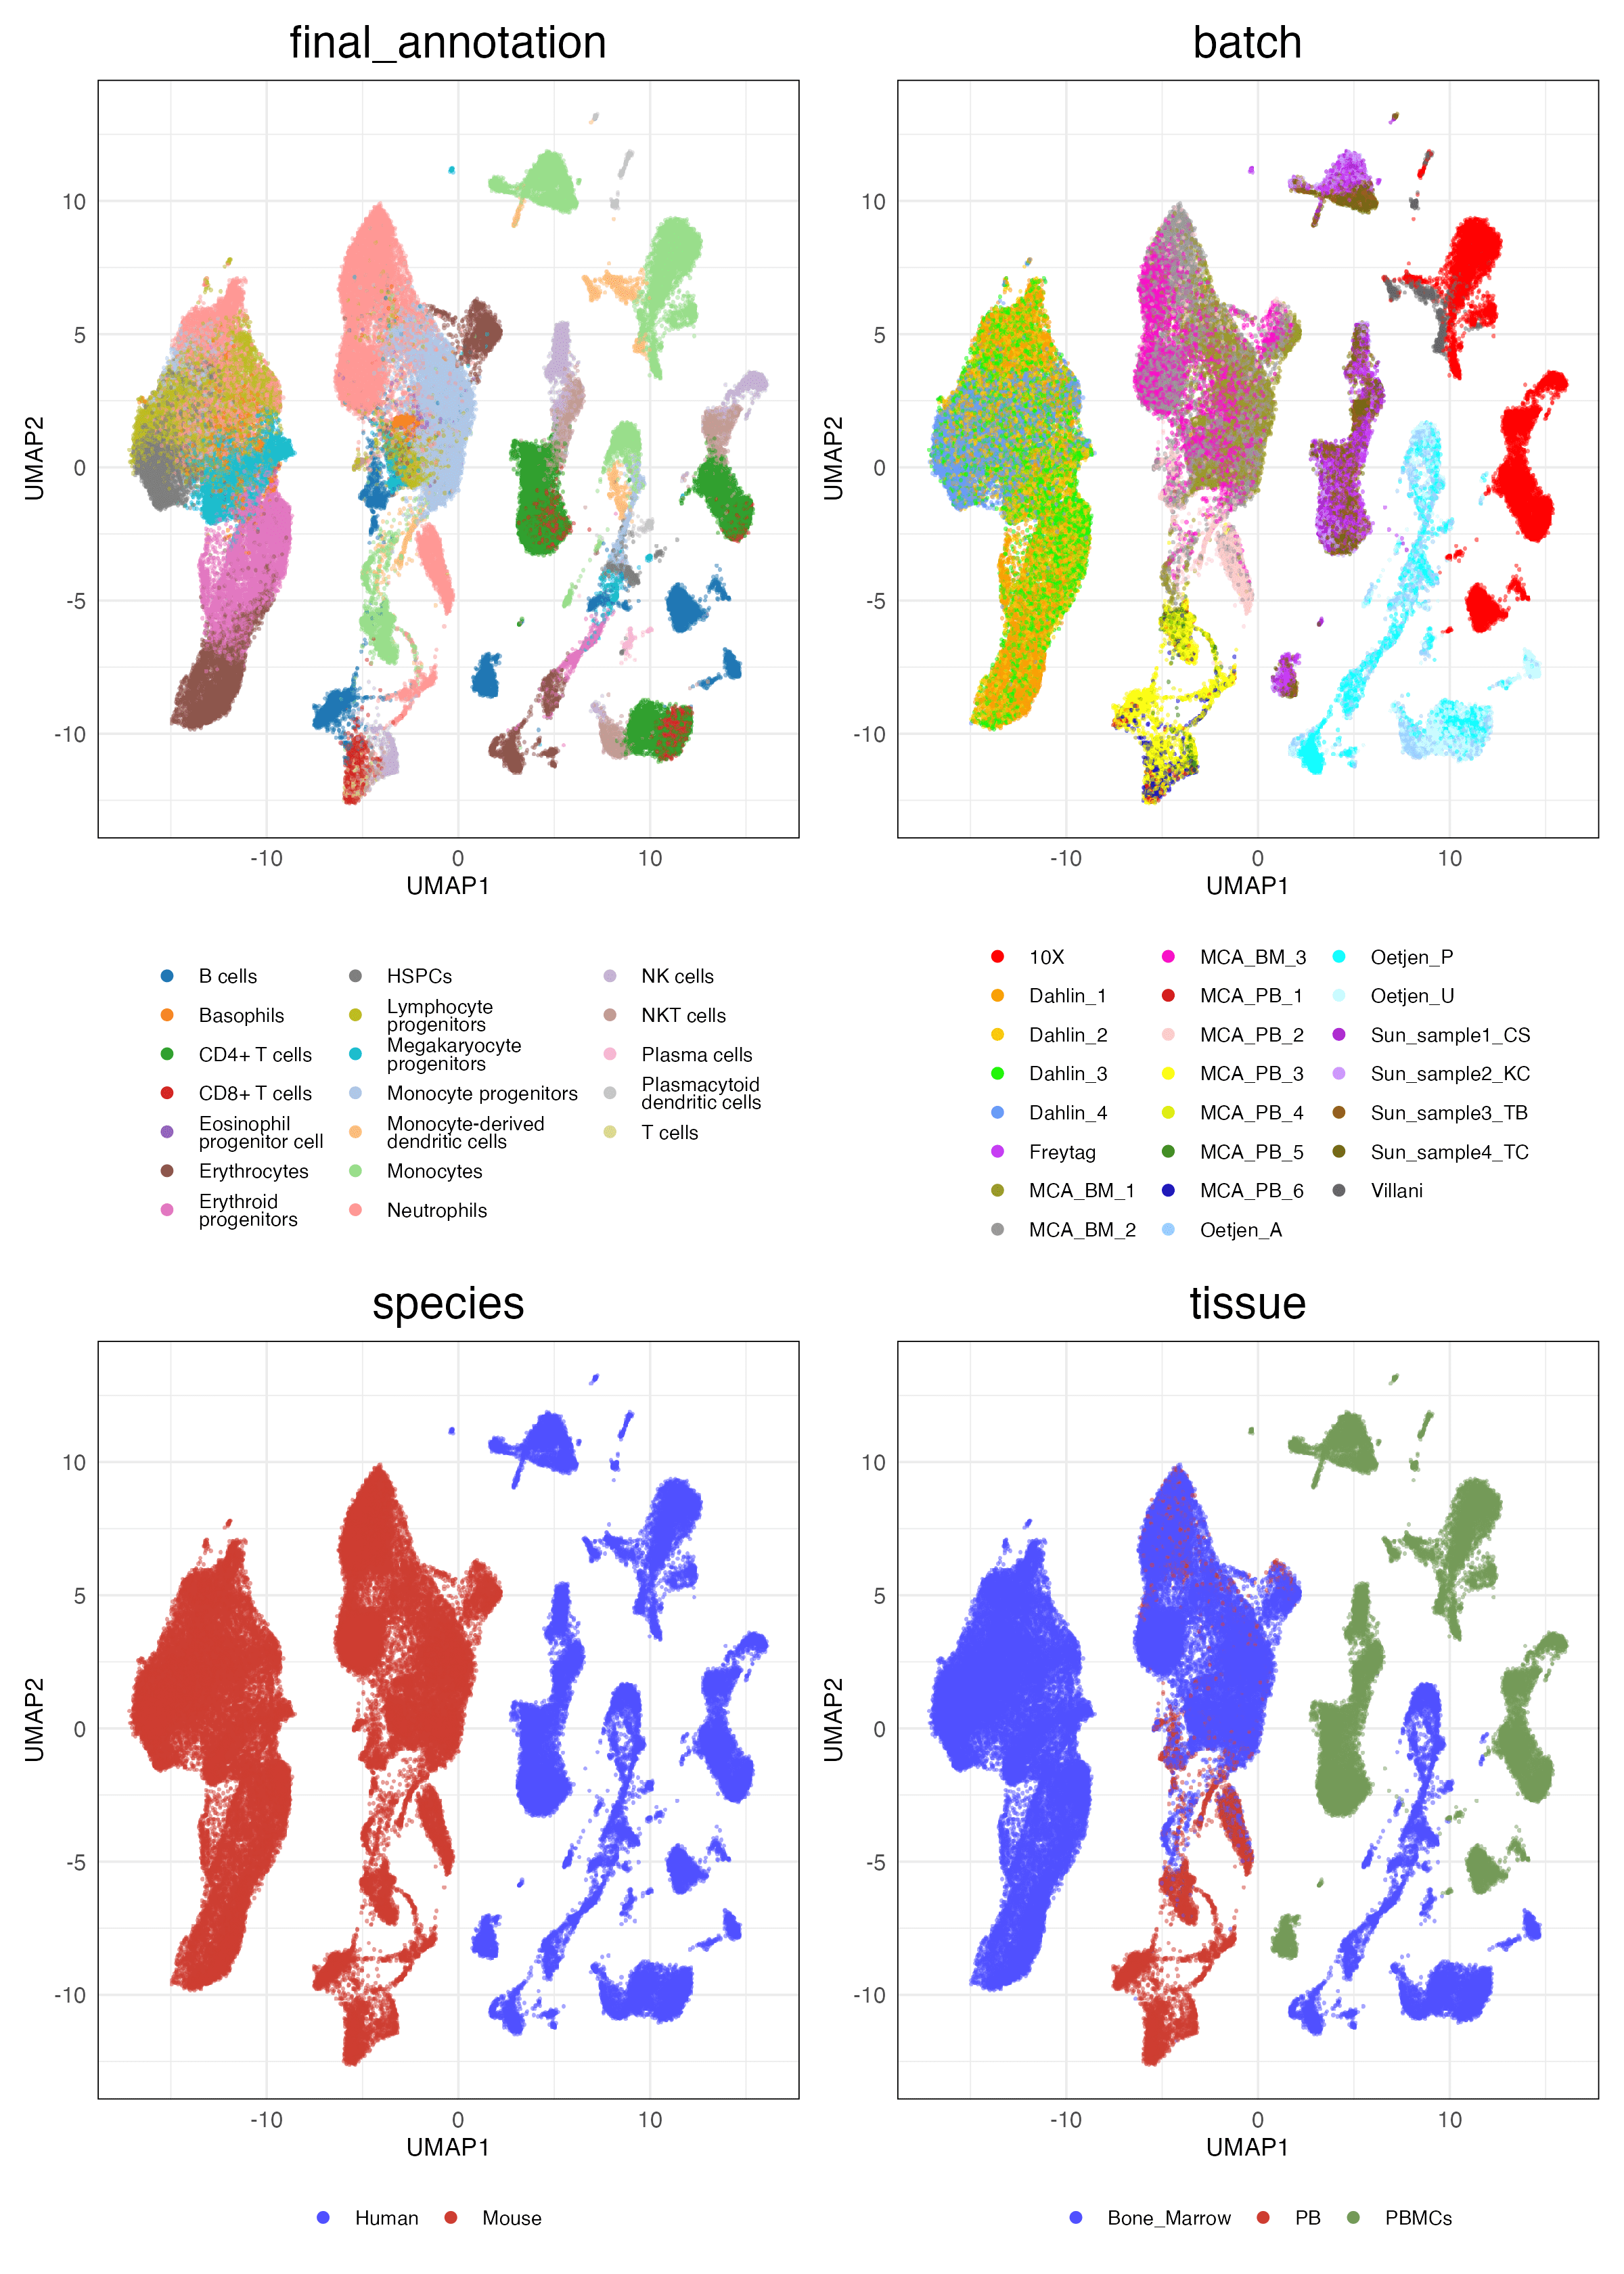 final_annotation
batch
10
5
0
-5
-10
UMAP2
-10
0
10
UMAP1
10
5
0
-5
-10
UMAP2
-10
0
10
UMAP1
B cells
Basophils
CD4+ T cells
CD8+ T cells
Eosinophil
progenitor cell
Erythrocytes
Erythroid
progenitors
HSPCs
Lymphocyte
progenitors
Megakaryocyte
progenitors
Monocyte progenitors
Monocyte-derived
dendritic cells
Monocytes
Neutrophils
NK cells
NKT cells
Plasma cells
Plasmacytoid
dendritic cells
T cells
10X
Dahlin_1
Dahlin_2
Dahlin_3
Dahlin_4
Freytag
MCA_BM_1
MCA_BM_2
MCA_BM_3
MCA_PB_1
MCA_PB_2
MCA_PB_3
MCA_PB_4
MCA_PB_5
MCA_PB_6
Oetjen_A
Oetjen_P
Oetjen_U
Sun_sample1_CS
Sun_sample2_KC
Sun_sample3_TB
Sun_sample4_TC
Villani
species
tissue
10
5
0
-5
-10
UMAP2
-10
0
10
UMAP1
10
5
0
-5
-10
UMAP2
-10
0
10
UMAP1
Human
Mouse
Bone_Marrow
PB
PBMCs